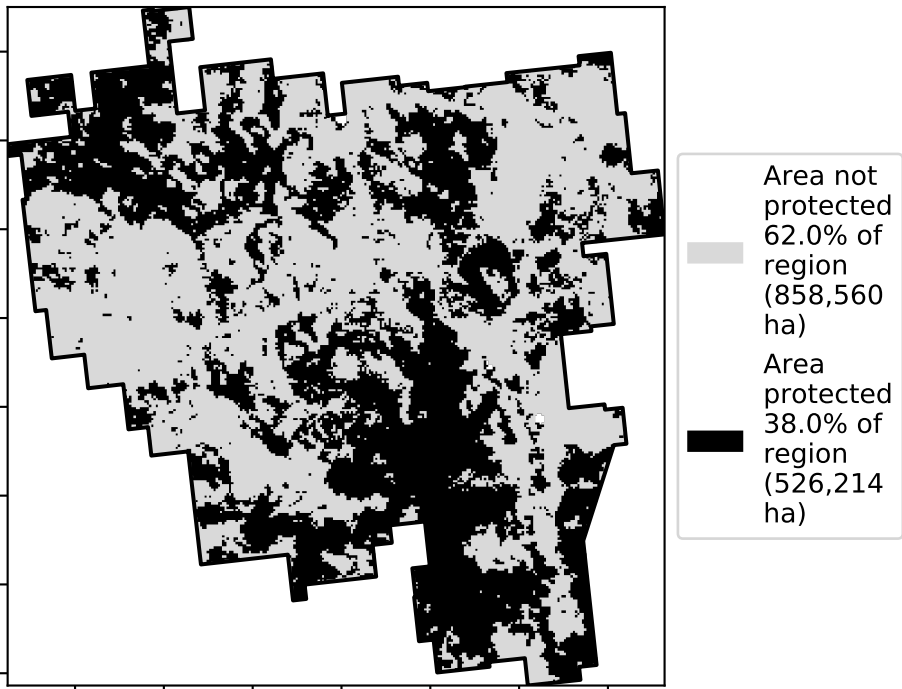 Area not
protected
62.0% of
region
(858,560
ha)
Area
protected
38.0% of
region
(526,214
ha)